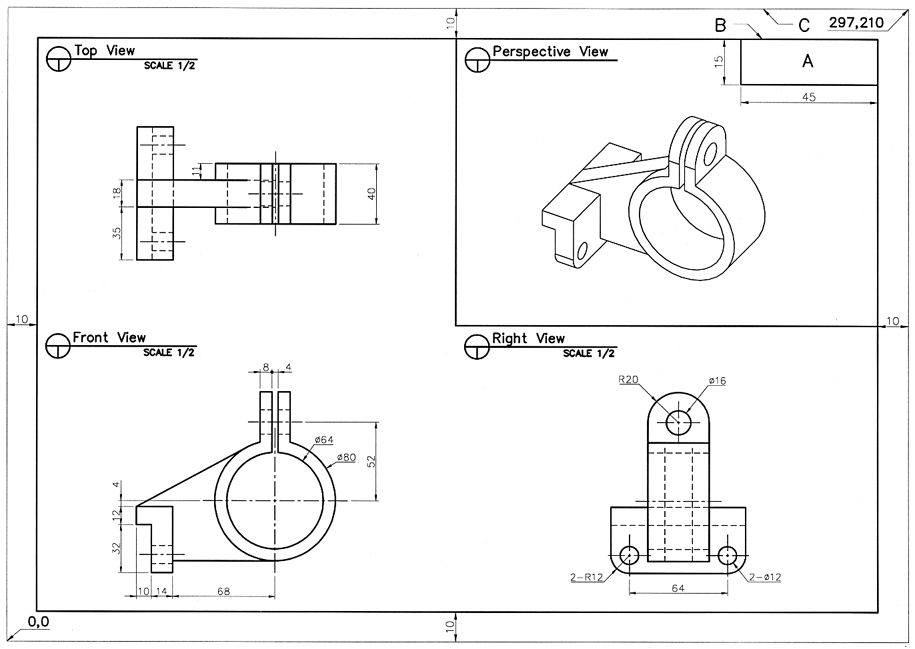 10
B
C
297,210
Top View
SCALE 1/2
Perspective View
15
A
45
11
18
40
35
10
10
Front View
SCALE 1/2
Right View
SCALE 1/2
8
4
R20
ø16
ø64
ø80
52
4
12
32
2-R12
2-ø12
10
14
68
64
0,0
10